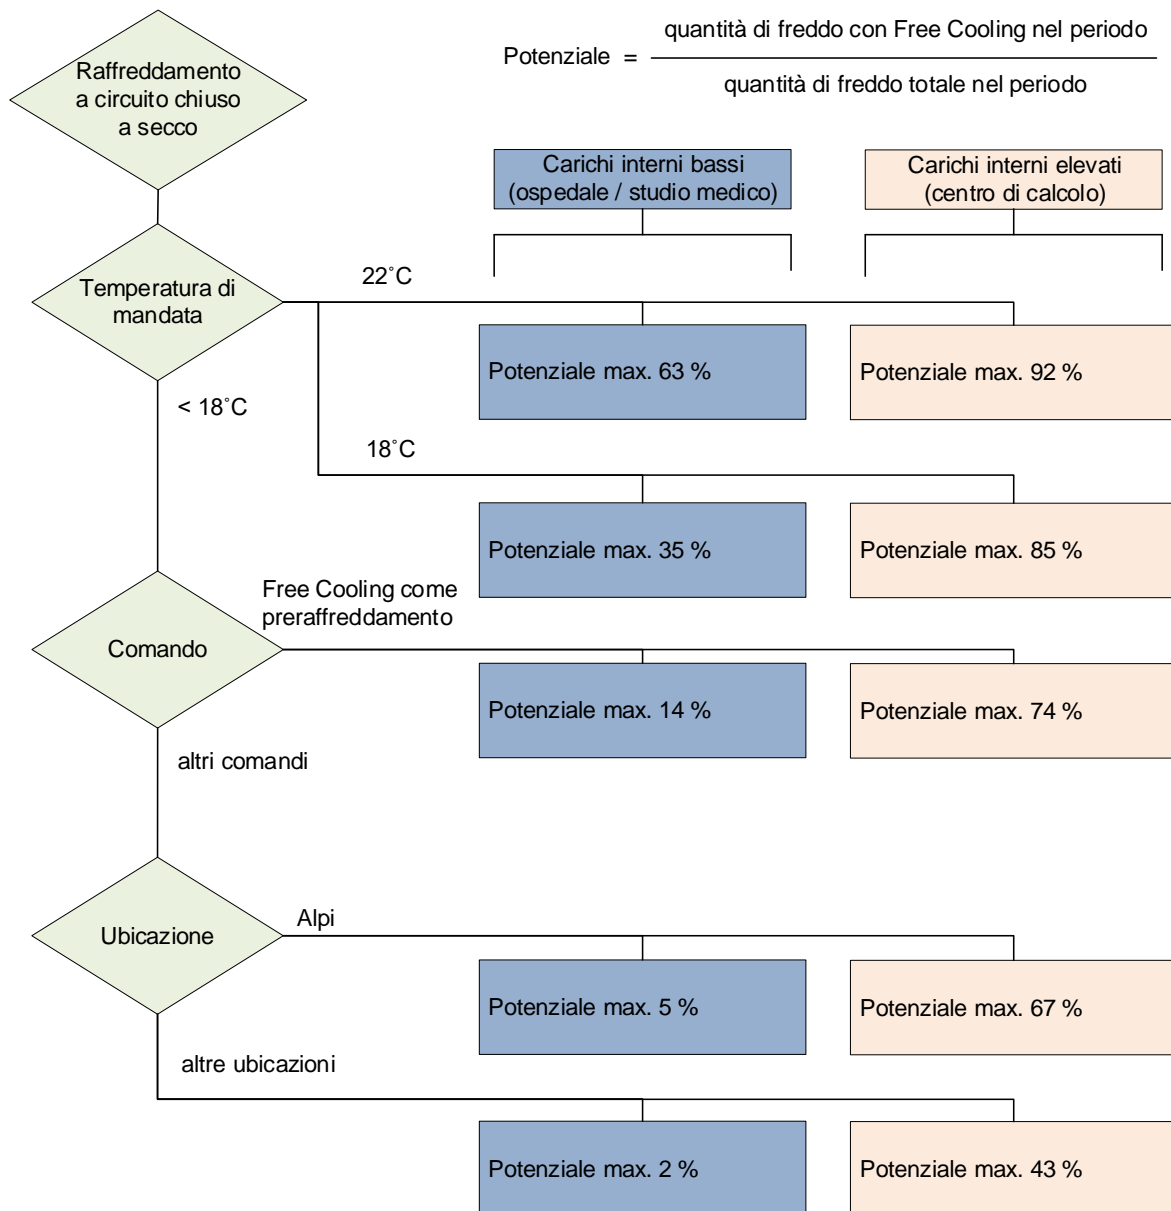 Raffreddamento
a circuito chiuso
a secco
Potenziale =
quantità di freddo con Free Cooling nel periodo
quantità di freddo totale nel periodo
Carichi interni bassi
(ospedale / studio medico)
Carichi interni elevati
(centro di calcolo)
Temperatura di
mandata
22˚C
Potenziale max. 63 %
Potenziale max. 92 %
< 18˚C
18˚C
Potenziale max. 35 %
Potenziale max. 85 %
Comando
Free Cooling come
preraffreddamento
Potenziale max. 14 %
Potenziale max. 74 %
altri comandi
Ubicazione
Alpi
Potenziale max. 5 %
Potenziale max. 67 %
altre ubicazioni
Potenziale max. 2 %
Potenziale max. 43 %